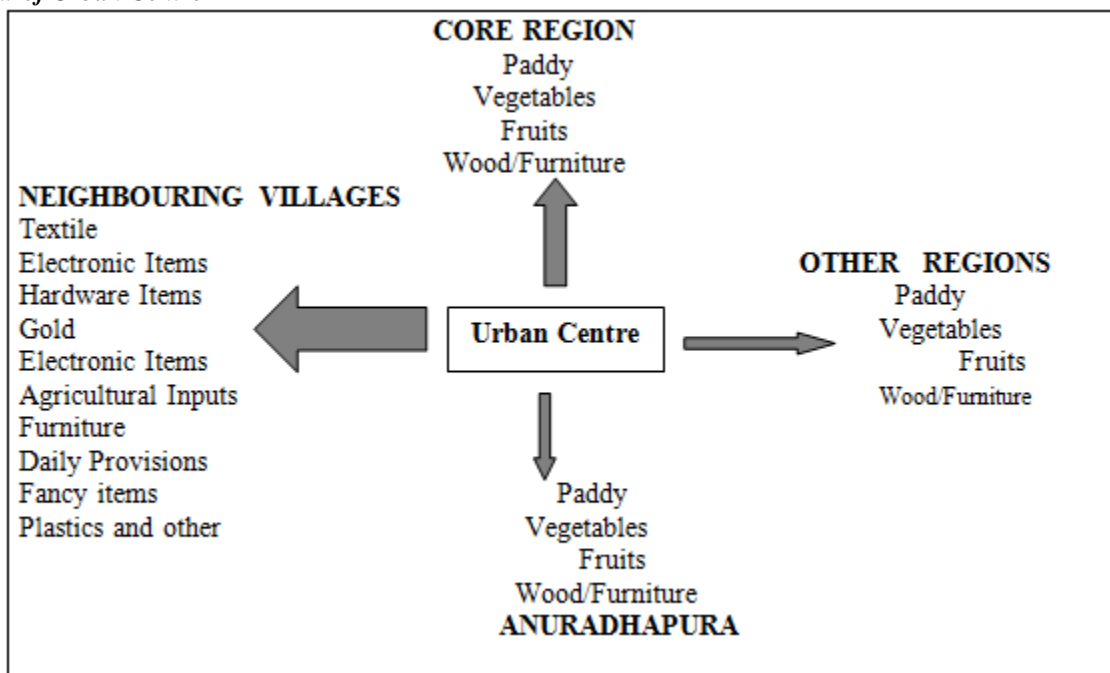 CORE REGION
Paddy
Vegetables
Fruits
Wood/Furniture
NEIGHBOURING VILLAGES
Textile
Electronic Items
Hardware Items
Gold
Electronic Items
Agricultural Inputs
Furniture
Daily Provisions
Fancy items
Plastics and other
Urban Centre
OTHER REGIONS
Paddy
Vegetables
Fruits
Wood/Furniture
Paddy
Vegetables
Fruits
Wood/Furniture
ANURADHAPURA